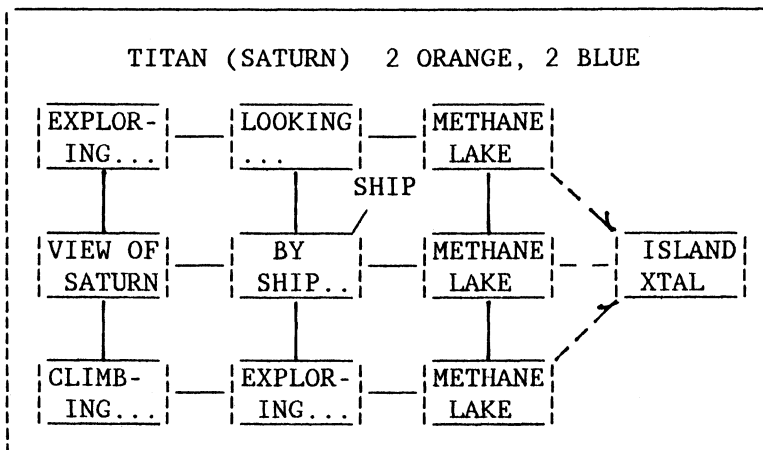 TITAN (SATURN) 2 ORANGE, 2 BLUE
EXPLOR-
ING...
LOOKING
...
METHANE
LAKE
SHIP
VIEW OF
SATURN
BY
SHIP..
METHANE
LAKE
ISLAND
XTAL
CLIMB-
ING...
EXPLOR-
ING...
METHANE
LAKE